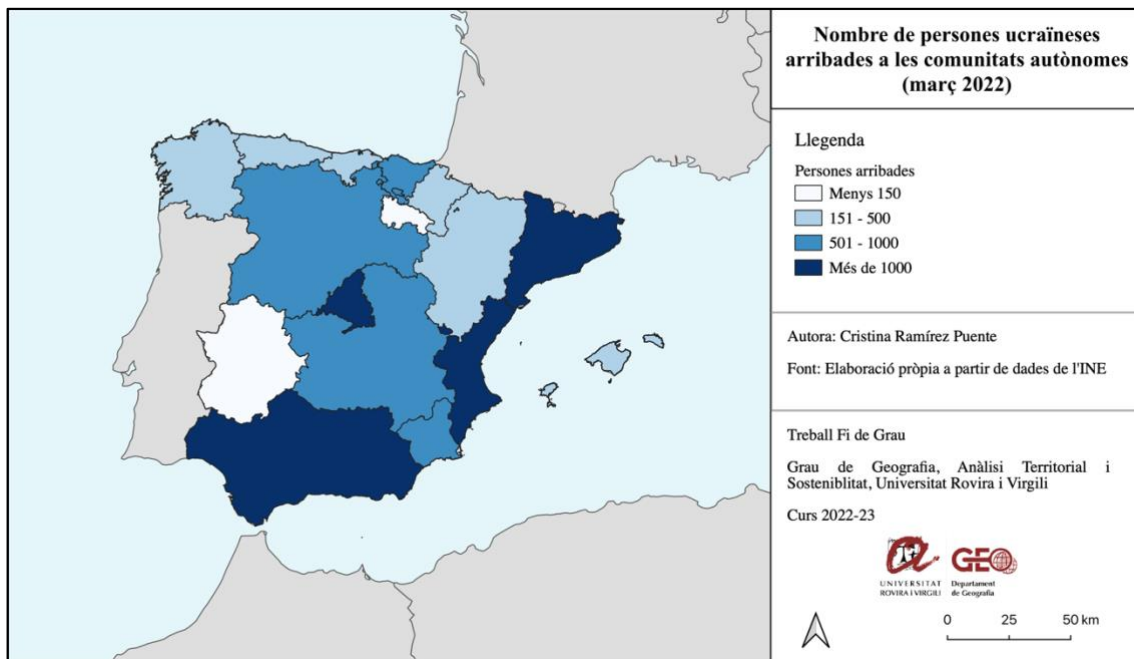 Nombre de persones ucraïneses
arribades a les comunitats autònomes
(març 2022)
Llegenda
Persones arribades
Menys 150
151 - 500
501 - 1000
Més de 1000
Autora: Cristina Ramírez Puente
Font: Elaboració pròpia a partir de dades de l'INE
Treball Fi de Grau
Grau de Geografia, Anàlisi Territorial i
Sosteniblitat, Universitat Rovira i Virgili
Curs 2022-23
UNIVERSITAT
ROVIRA I VIRGILI
GEO
Departament
de Geografia
0 25 50 km